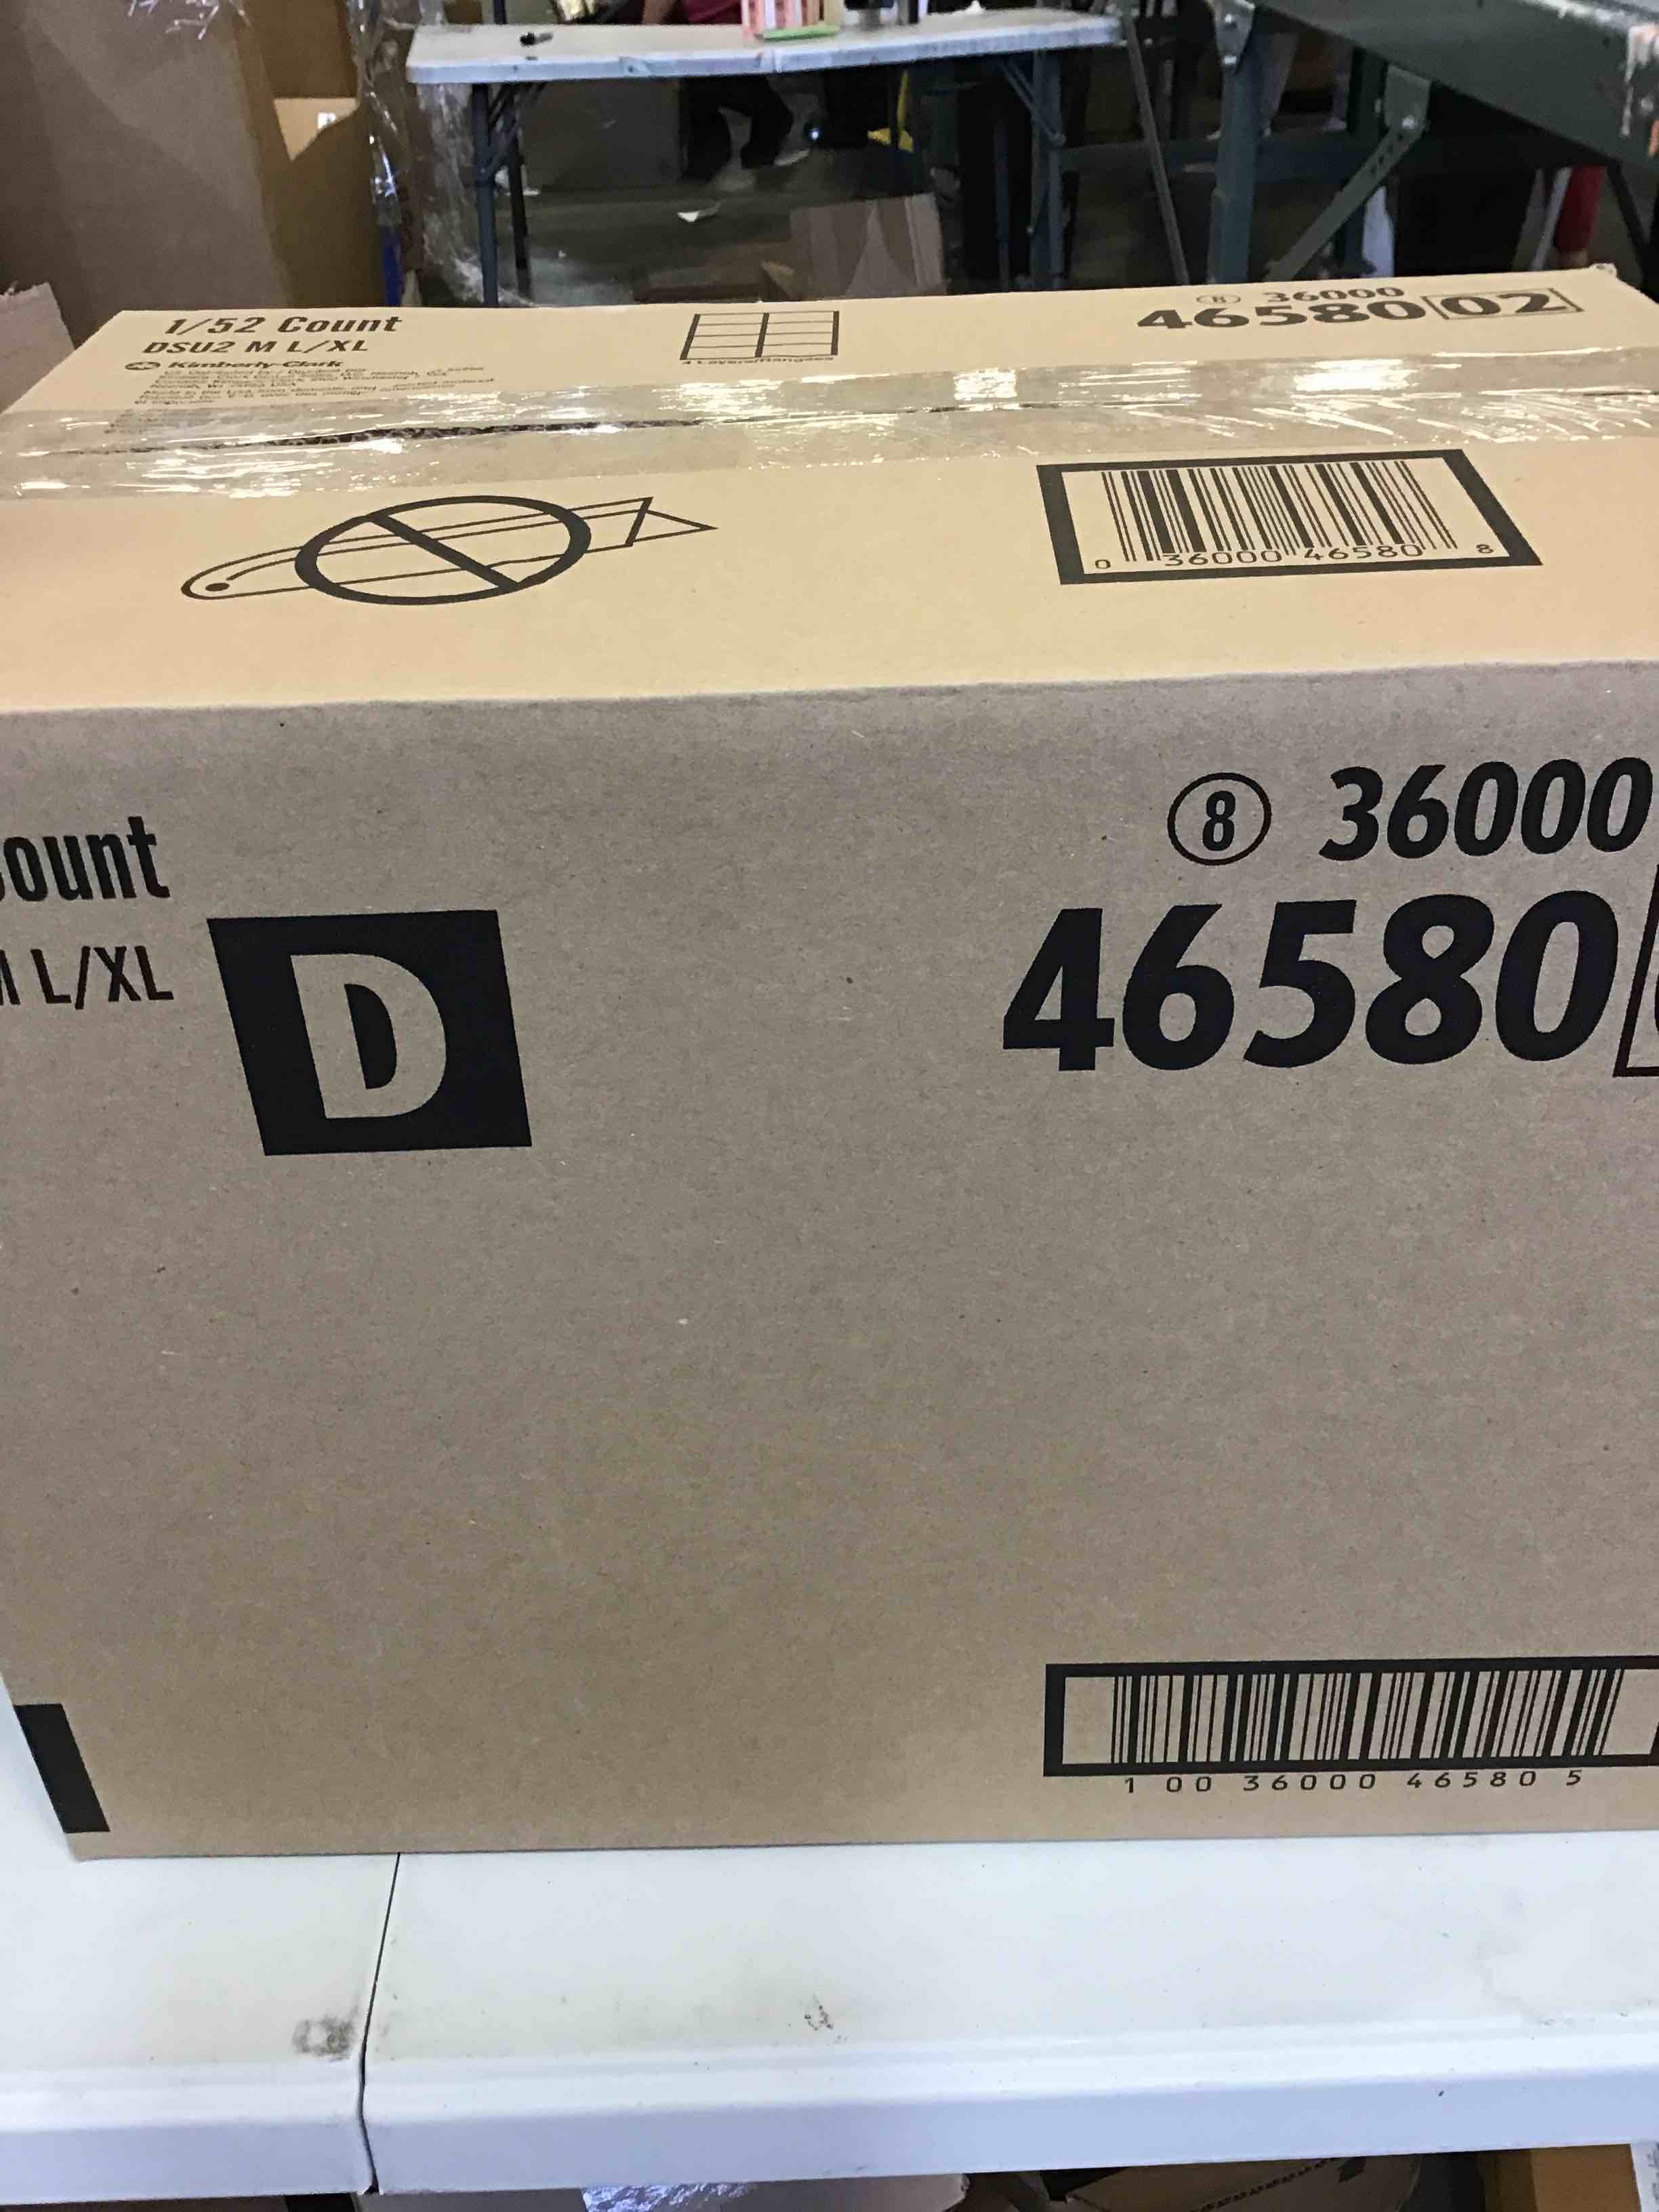 1/52 Count
DSU2 M L/XL
Kimberly-Clark
8 36000
46580 02
0 36000 46580 8
ount
L/XL
D
8 36000
46580
1 00 36000 46580 5